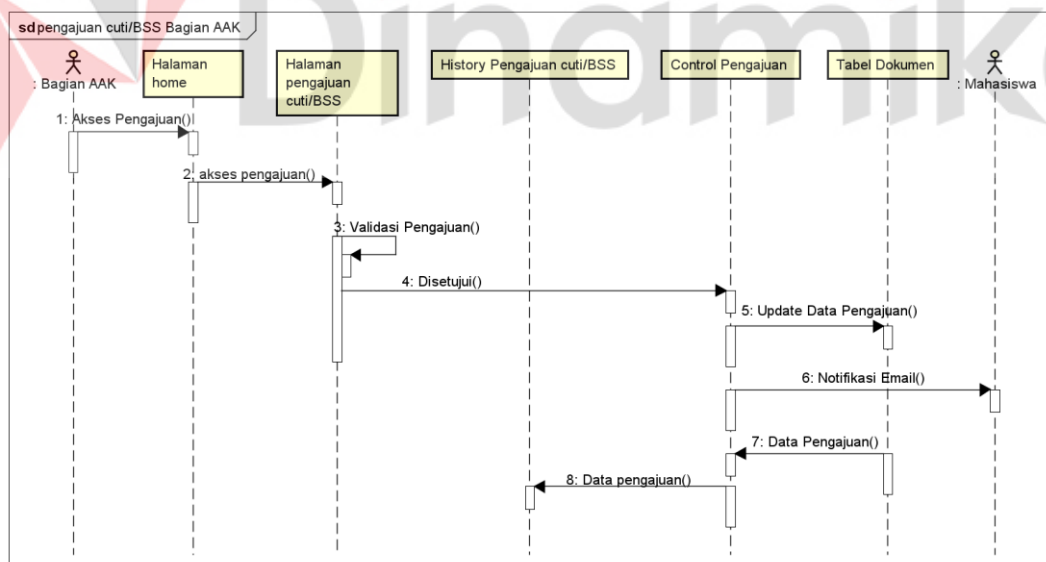 Dinamik
sd pengajuan cuti/BSS Bagian AAK
: Bagian AAK
Halaman
home
Halaman
pengajuan
cuti/BSS
History Pengajuan cuti/BSS
Control Pengajuan
Tabel Dokumen
: Mahasiswa
1: Akses Pengajuan()
2: akses pengajuan()
3: Validasi Pengajuan()
4: Disetujui()
5: Update Data Pengajuan()
6: Notifikasi Email()
7: Data Pengajuan()
8: Data pengajuan()